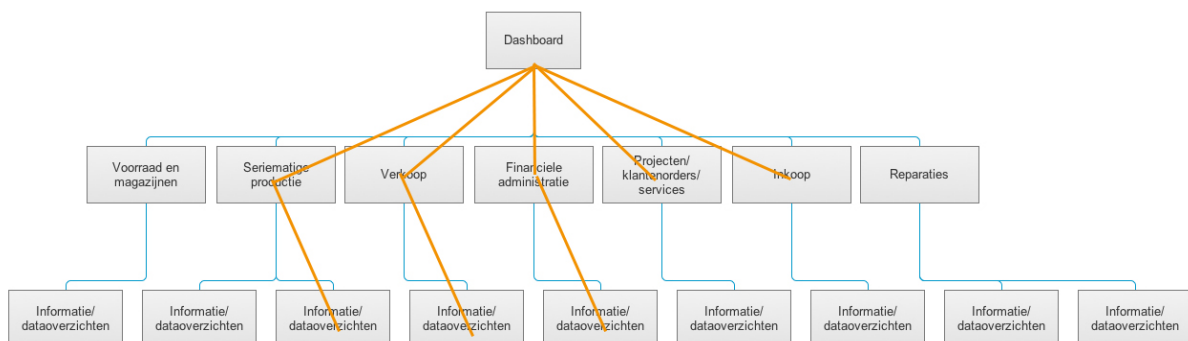 Dashboard
Voorraad en
magazijnen
Seriematige
productie
Verkoop
Financiele
administratie
Projecten/
klantenorders/
services
Inkoop
Reparaties
Informatie/
dataoverzichten
Informatie/
dataoverzichten
Informatie/
dataoverzichten
Informatie/
dataoverzichten
Informatie/
dataoverzichten
Informatie/
dataoverzichten
Informatie/
dataoverzichten
Informatie/
dataoverzichten
Informatie/
dataoverzichten